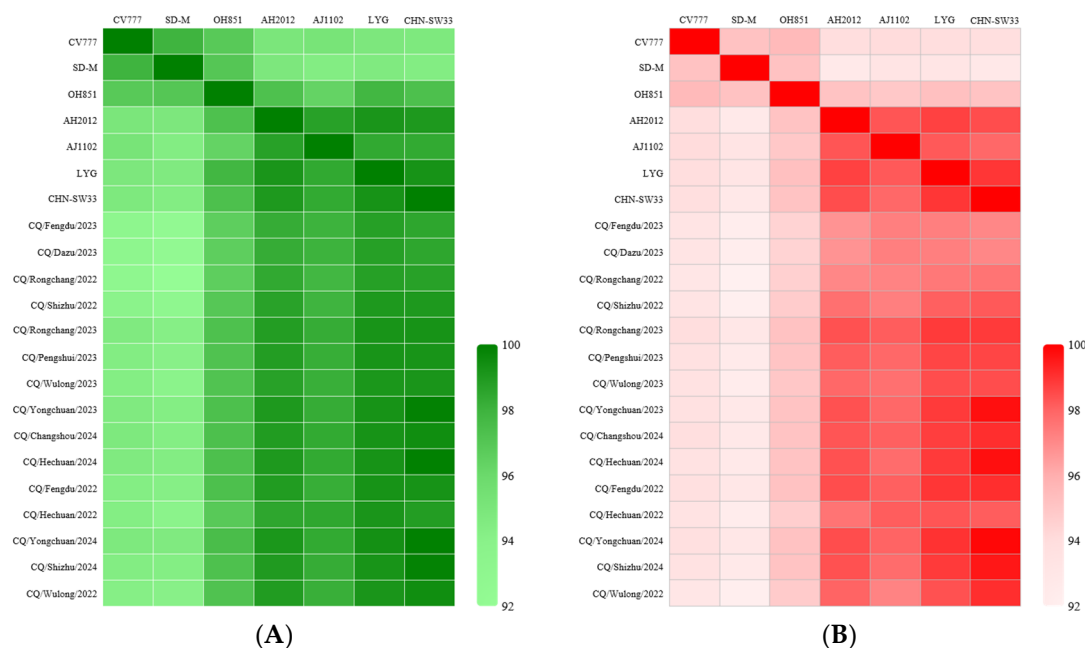 CV777 SD-M OH851 AH2012 AJ1102 LYG CHN-SW33
CV777
SD-M
OH851
AH2012
AJ1102
LYG
CHN-SW33
CQ/Fengdu/2023
CQ/Dazu/2023
CQ/Rongchang/2022
CQ/Shizhu/2022
CQ/Rongchang/2023
CQ/Pengshui/2023
CQ/Wulong/2023
CQ/Yongchuan/2023
CQ/Changshou/2024
CQ/Hechuan/2024
CQ/Fengdu/2022
CQ/Hechuan/2022
CQ/Yongchuan/2024
CQ/Shizhu/2024
CQ/Wulong/2022
100
98
96
94
92
(A)
CV777 SD-M OH851 AH2012 AJ1102 LYG CHN-SW33
CV777
SD-M
OH851
AH2012
AJ1102
LYG
CHN-SW33
CQ/Fengdu/2023
CQ/Dazu/2023
CQ/Rongchang/2022
CQ/Shizhu/2022
CQ/Rongchang/2023
CQ/Pengshui/2023
CQ/Wulong/2023
CQ/Yongchuan/2023
CQ/Changshou/2024
CQ/Hechuan/2024
CQ/Fengdu/2022
CQ/Hechuan/2022
CQ/Yongchuan/2024
CQ/Shizhu/2024
CQ/Wulong/2022
100
98
96
94
92
(B)